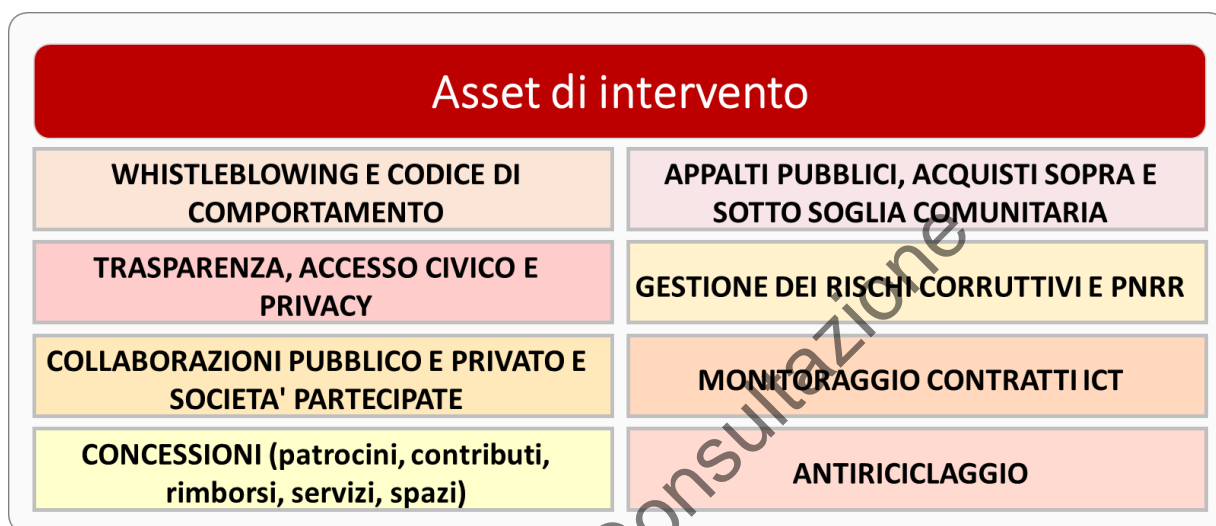 Asset di intervento
WHISTLEBLOWING E CODICE DI
COMPORTAMENTO
APPALTI PUBBLICI, ACQUISTI SOPRA E
SOTTO SOGLIA COMUNITARIA
TRASPARENZA, ACCESSO CIVICO E
PRIVACY
GESTIONE DEI RISCHI CORRUTTIVI E PNRR
COLLABORAZIONI PUBBLICO E PRIVATO E
SOCIETA' PARTECIPATE
MONITORAGGIO CONTRATTI ICT
CONCESSIONI (patrocini, contributi,
rimborsi, servizi, spazi)
ANTIRICICLAGGIO
consultazione